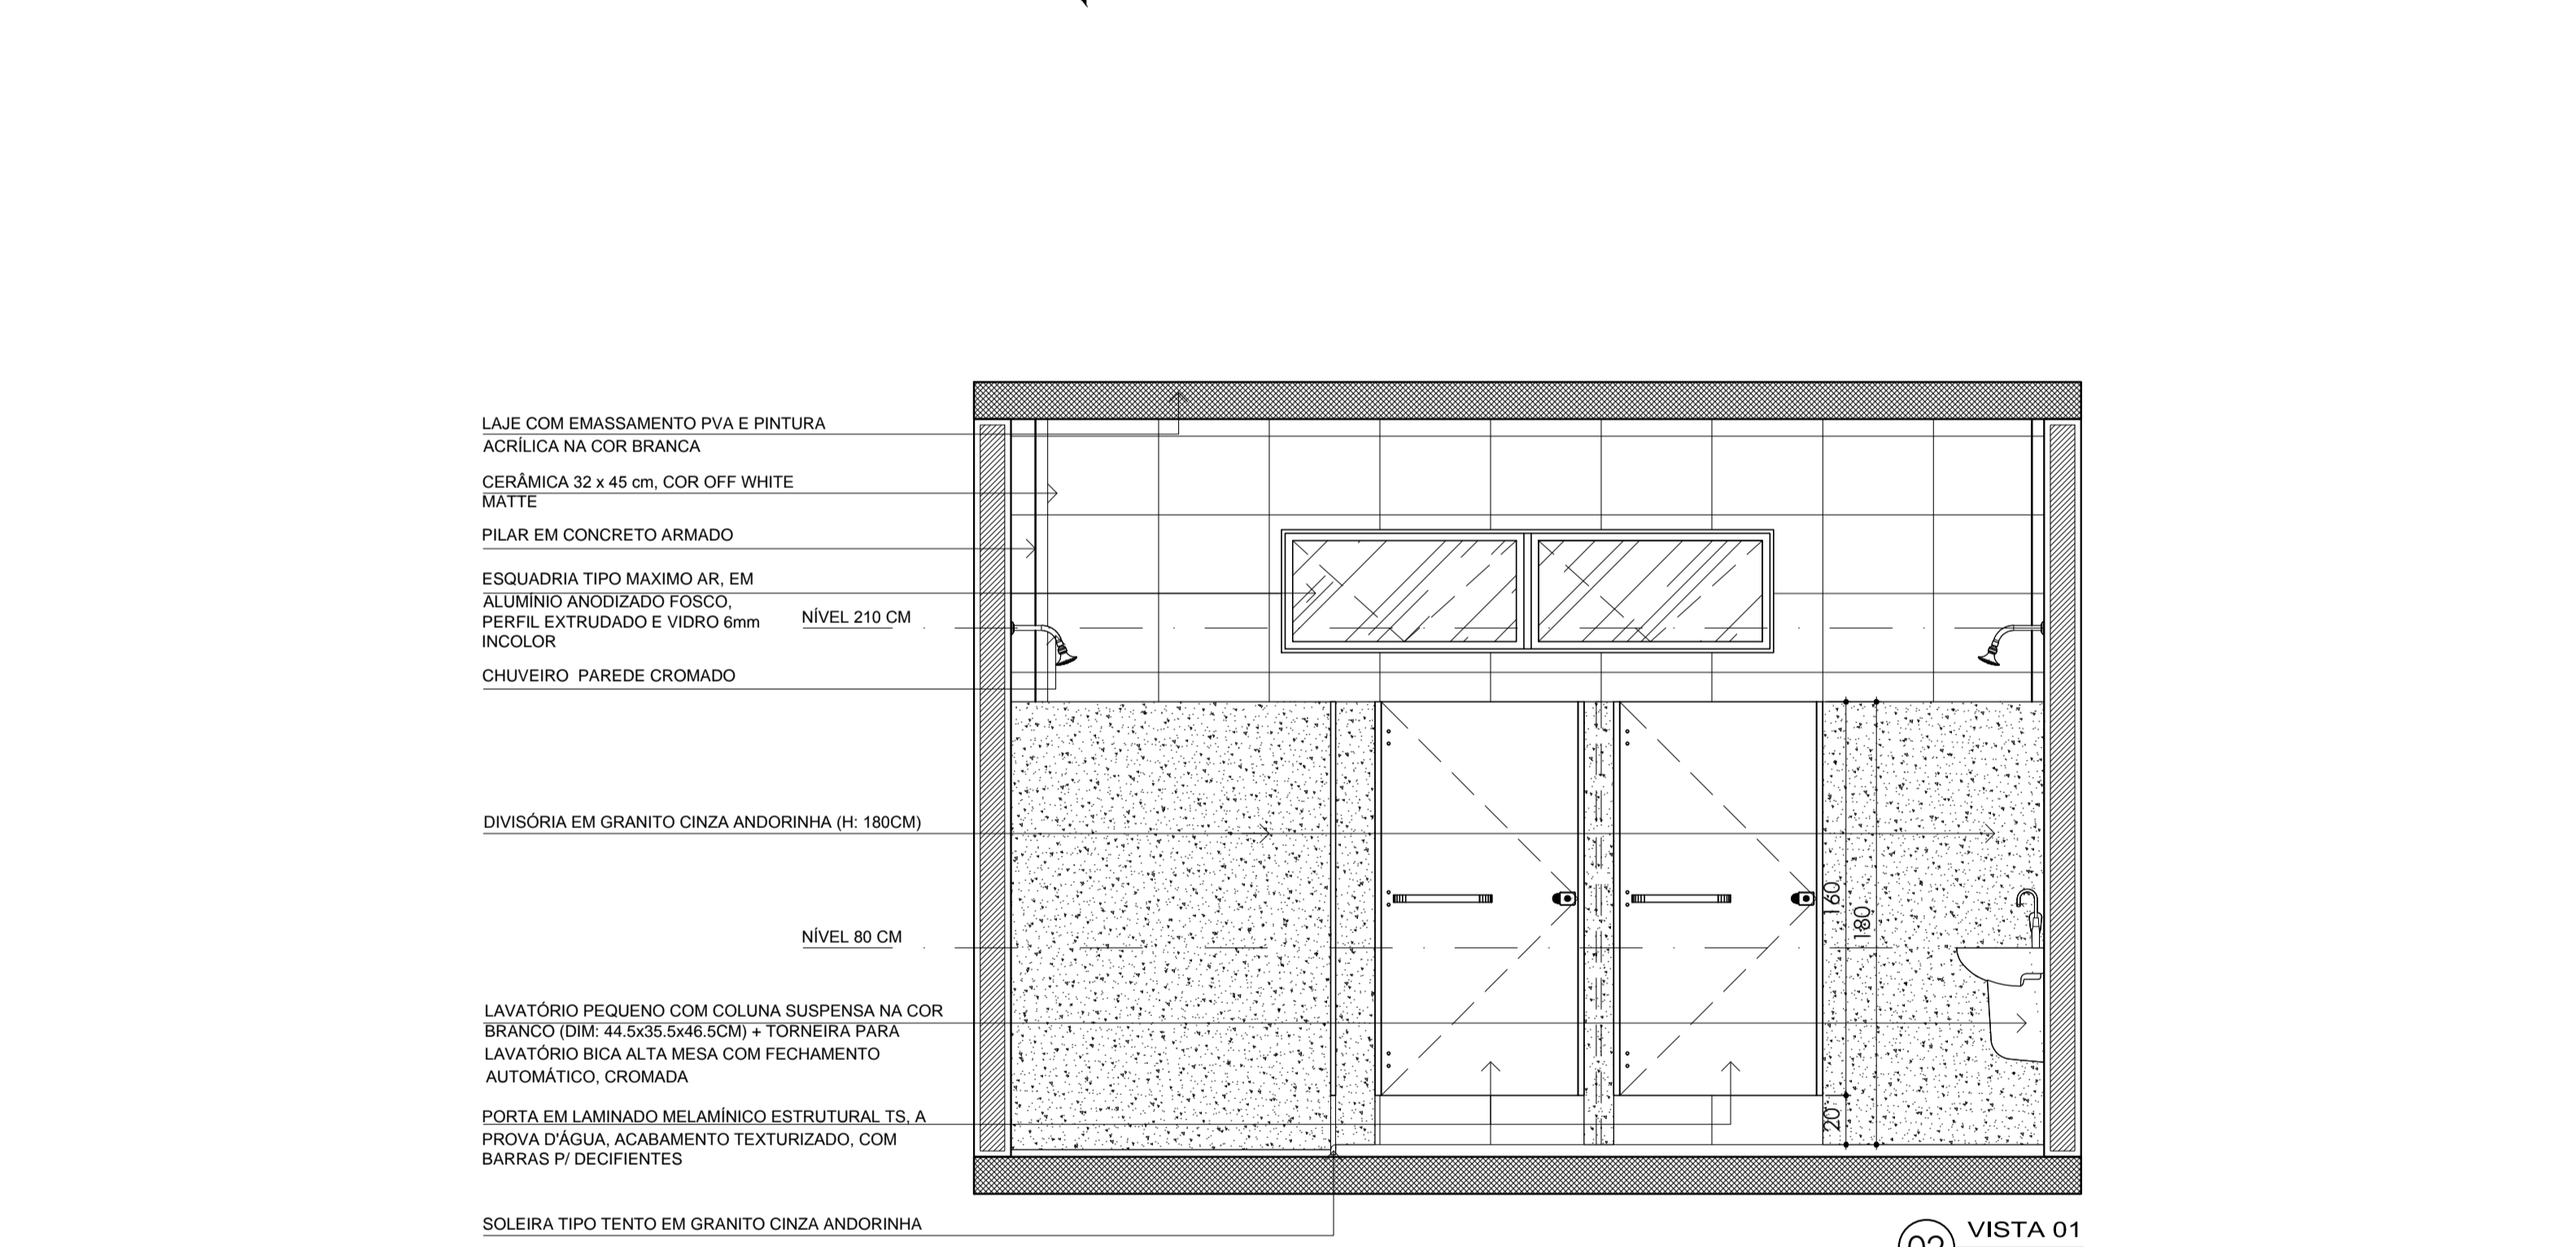 LAJE COM EMASSAMENTO PVA E PINTURA
ACRÍLICA NA COR BRANCA
CERÂMICA 32 x 45 cm, COR OFF WHITE
MATTE
PILAR EM CONCRETO ARMADO
ESQUADRIA TIPO MAXIMO AR, EM
ALUMÍNIO ANODIZADO FOSCO,
PERFIL EXTRUDADO E VIDRO 6mm
INCOLOR
NÍVEL 210 CM
CHUVEIRO PAREDE CROMADO
DIVISÓRIA EM GRANITO CINZA ANDORINHA (H: 180CM)
160
180
NÍVEL 80 CM
LAVATÓRIO PEQUENO COM COLUNA SUSPENSA NA COR
BRANCO (DIM: 44.5x35.5x46.5CM) + TORNEIRA PARA
LAVATÓRIO BICA ALTA MESA COM FECHAMENTO
AUTOMÁTICO, CROMADA
PORTA EM LAMINADO MELAMÍNICO ESTRUTURAL TS, A
PROVA D'ÁGUA, ACABAMENTO TEXTURIZADO, COM
BARRAS P/ DECIFIENTES
20
SOLEIRA TIPO TENTO EM GRANITO CINZA ANDORINHA
VISTA 01